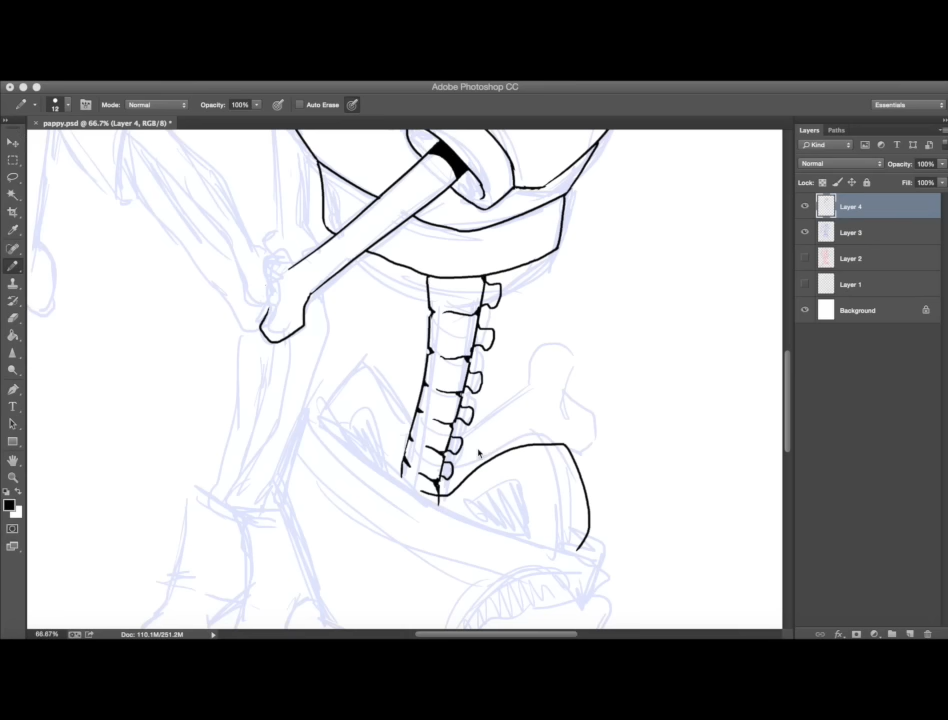 Adobe Photoshop CC
12
Mode: Normal
Opacity: 100%
Auto Erase
Essentials
× pappy.psd @ 66.7% (Layer 4, RGB/8) *
Layers Paths
Kind
Normal Opacity: 100%
Lock: Fill: 100%
Layer 4
Layer 3
Layer 2
Layer 1
Background
66.67% Doc: 110.1M/251.2M